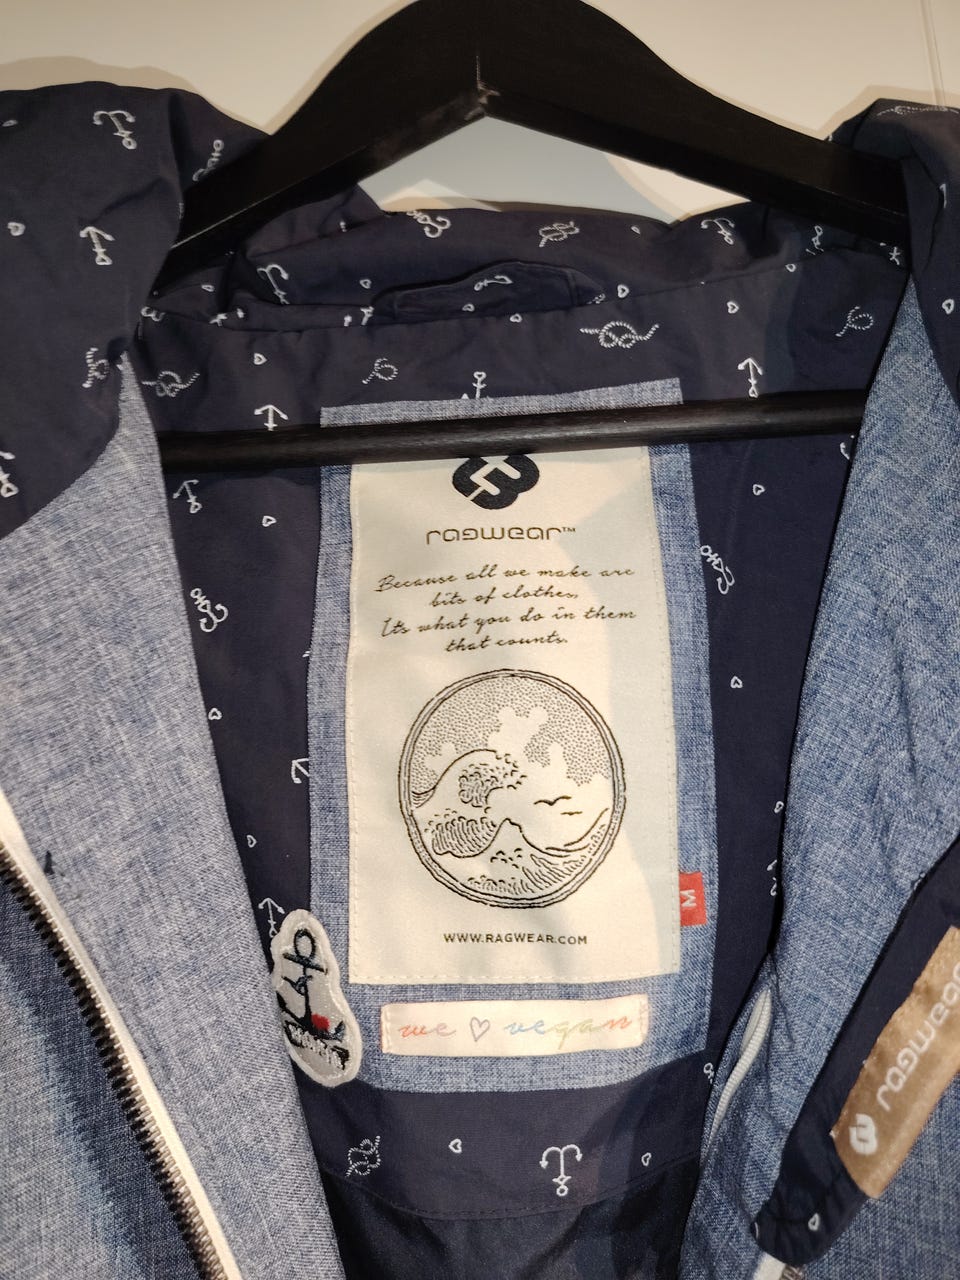 ragwear™
Because all we make are
bits of clothes,
Its what you do in them
that counts.
WWW.RAGWEAR.COM
M
we ♡ vegan
ragwear